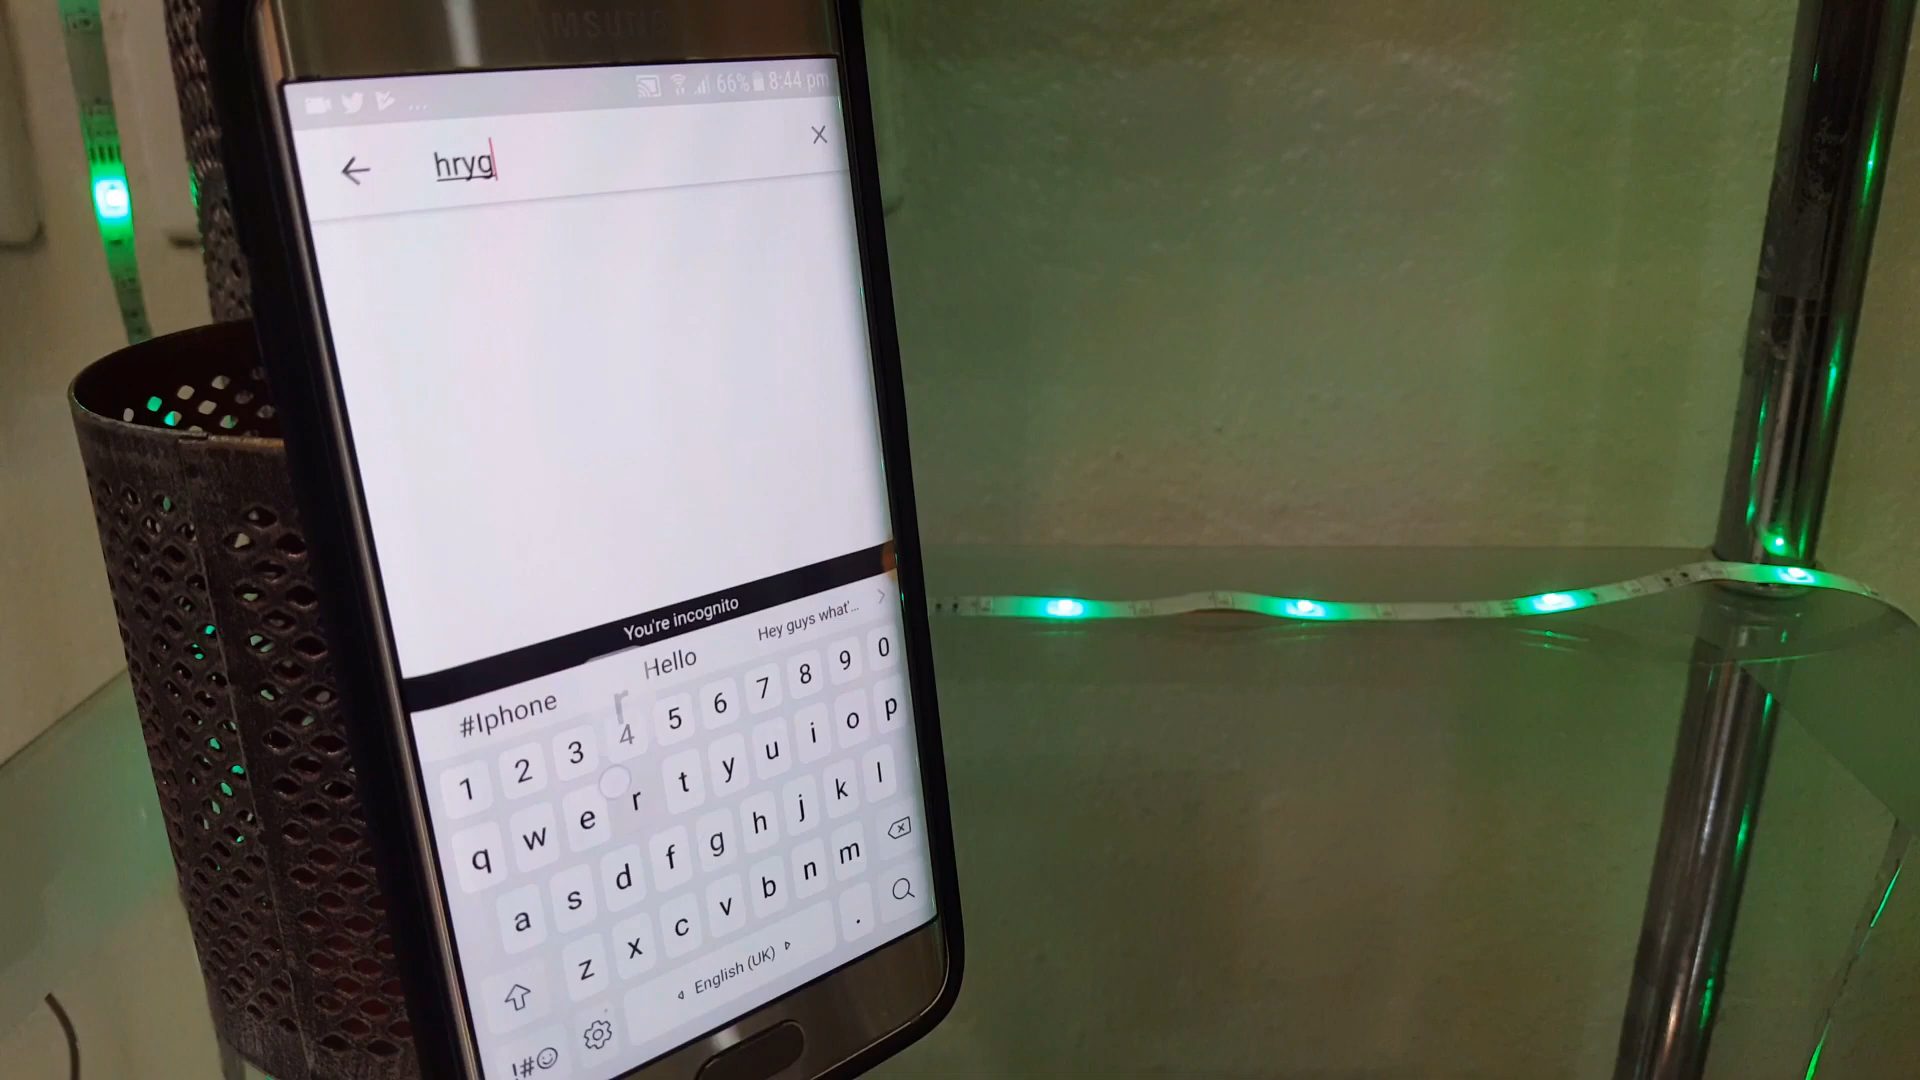 SAMSUNG
... 66% 8:44 pm
hryg
You're incognito
#Iphone Hello Hey guys what'...
r
1 2 3 4 5 6 7 8 9 0
q w e r t y u i o p
a s d f g h j k l
z x c v b n m
!#☺ English (UK) .